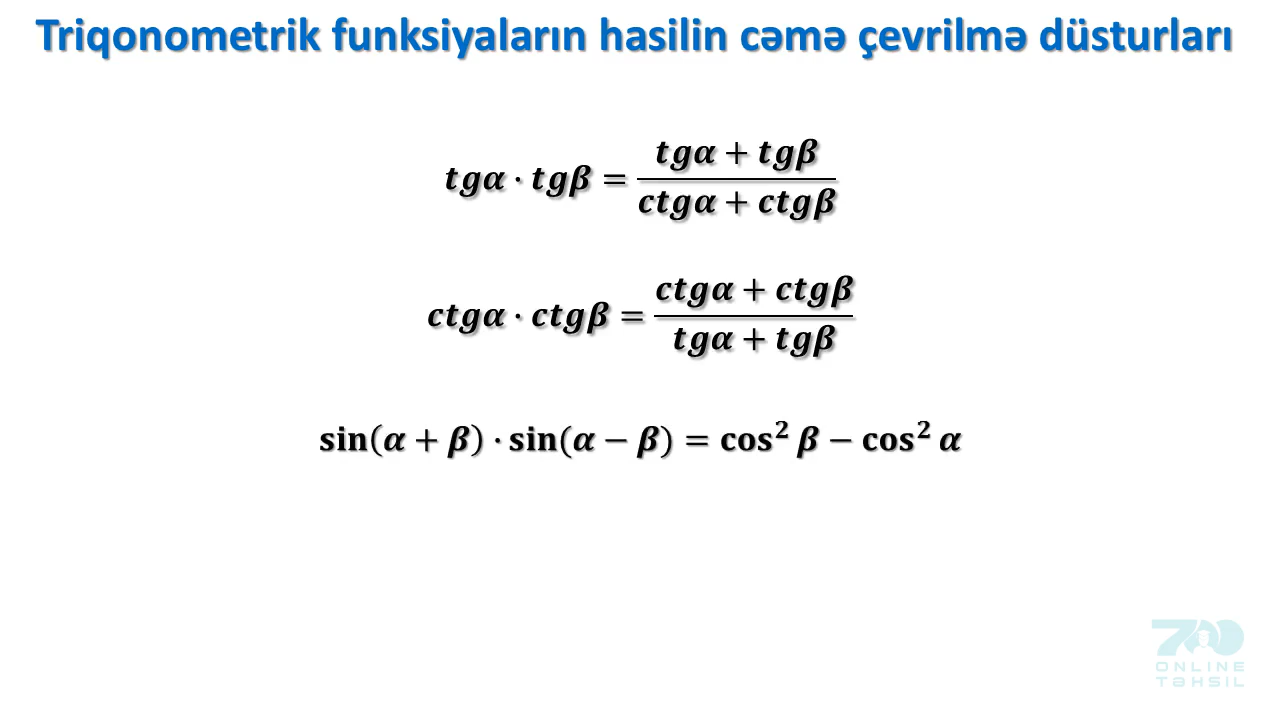 Triqonometrik funksiyaların hasilin cəmə çevrilmə düsturları
tgα · tgβ = (tgα + tgβ) / (ctgα + ctgβ)
ctgα · ctgβ = (ctgα + ctgβ) / (tgα + tgβ)
sin(α + β) · sin(α − β) = cos² β − cos² α
700
ONLINE
TƏHSİL